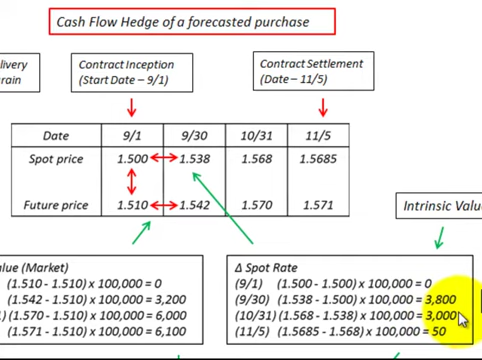 Cash Flow Hedge of a forecasted purchase
Contract Inception
(Start Date – 9/1)
Contract Settlement
(Date – 11/5)
Date 9/1 9/30 10/31 11/5
Spot price 1.500 1.538 1.568 1.5685
Future price 1.510 1.542 1.570 1.571
Intrinsic Valu
(Market)
(1.510 - 1.510) x 100,000 = 0
(1.542 - 1.510) x 100,000 = 3,200
(1.570 - 1.510) x 100,000 = 6,000
(1.571 - 1.510) x 100,000 = 6,100
Δ Spot Rate
(9/1) (1.500 - 1.500) x 100,000 = 0
(9/30) (1.538 - 1.500) x 100,000 = 3,800
(10/31) (1.568 - 1.538) x 100,000 = 3,000
(11/5) (1.5685 - 1.568) x 100,000 = 50